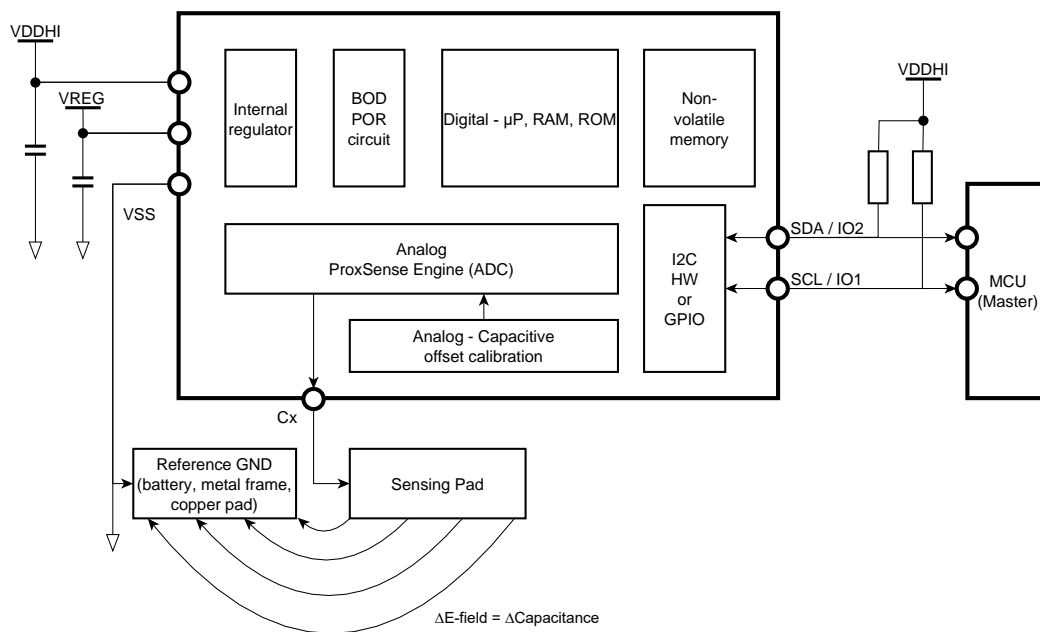 VDDHI
VREG
VSS
Internal
regulator
BOD
POR
circuit
Digital - µP, RAM, ROM
Non-
volatile
memory
Analog
ProxSense Engine (ADC)
Analog - Capacitive
offset calibration
I2C
HW
or
GPIO
VDDHI
SDA / IO2
SCL / IO1
MCU
(Master)
Cx
Reference GND
(battery, metal frame,
copper pad)
Sensing Pad
ΔE-field = ΔCapacitance